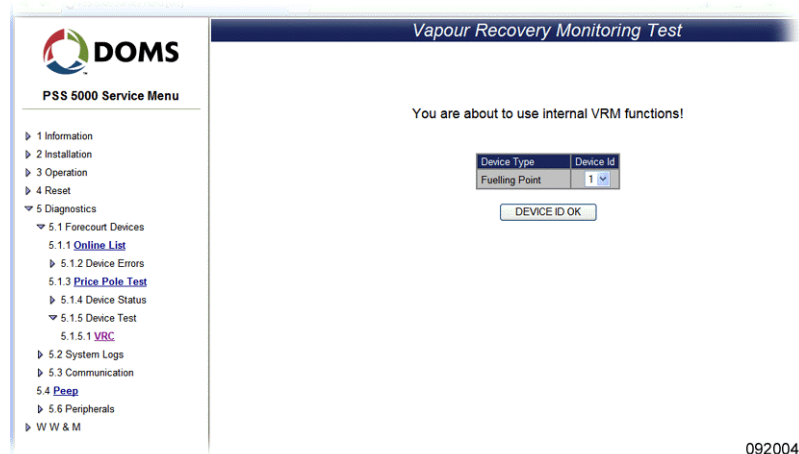 DOMS
PSS 5000 Service Menu
1 Information
2 Installation
3 Operation
4 Reset
5 Diagnostics
5.1 Forecourt Devices
5.1.1 Online List
5.1.2 Device Errors
5.1.3 Price Pole Test
5.1.4 Device Status
5.1.5 Device Test
5.1.5.1 VRC
5.2 System Logs
5.3 Communication
5.4 Peep
5.6 Peripherals
W W & M
Vapour Recovery Monitoring Test
You are about to use internal VRM functions!
Device Type Device Id
Fuelling Point 1
DEVICE ID OK
092004